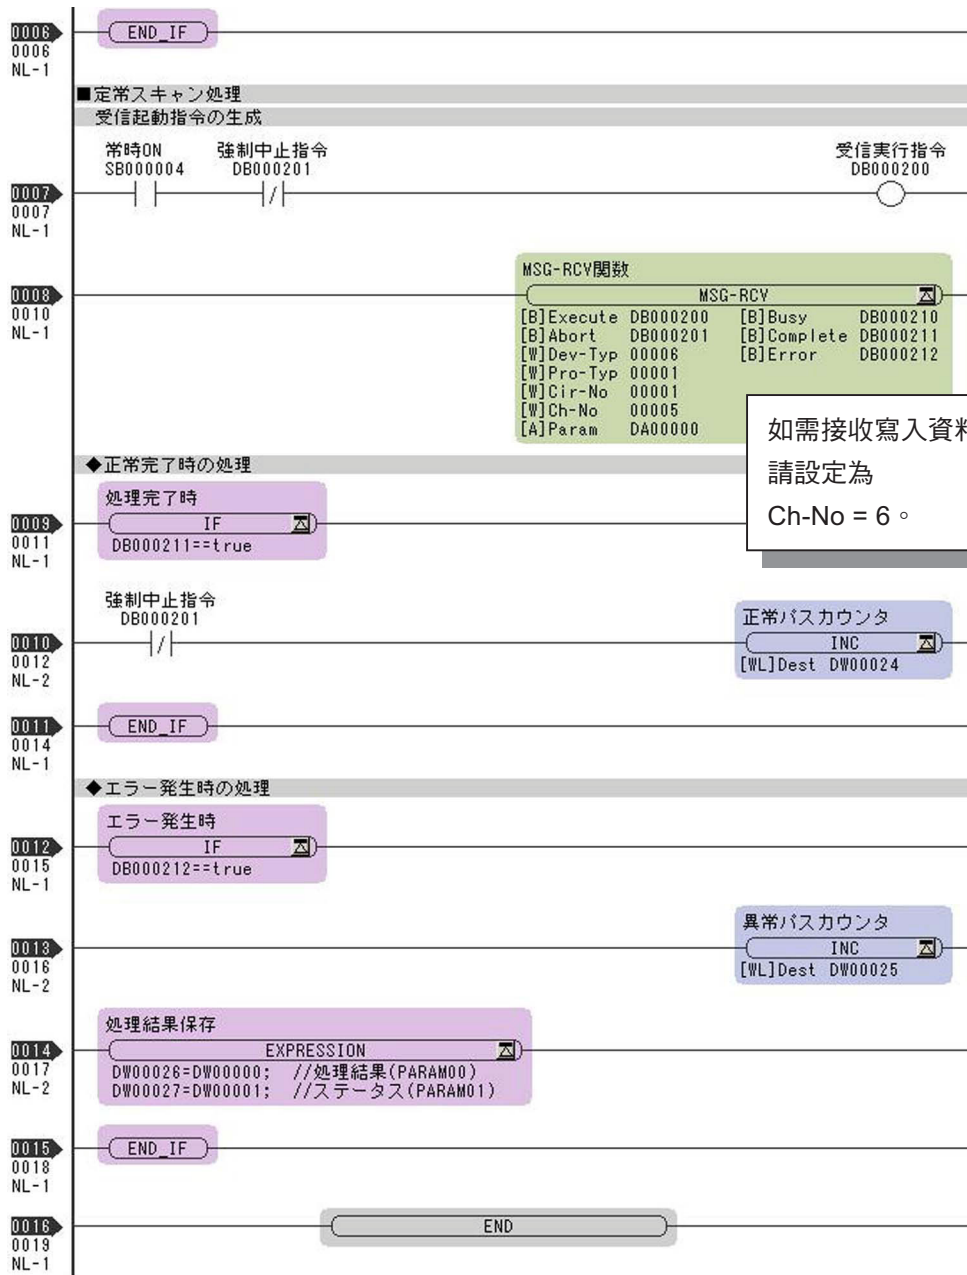 0006
0006
NL-1
END_IF
■定常スキャン処理
受信起動指令の生成
常時ON 強制中止指令 受信実行指令
SB000004 DB000201 DB000200
0007
0007
NL-1
MSG-RCV関数
0008
0010
NL-1
MSG-RCV
[B]Execute DB000200 [B]Busy DB000210
[B]Abort DB000201 [B]Complete DB000211
[W]Dev-Typ 00006 [B]Error DB000212
[W]Pro-Typ 00001
[W]Cir-No 00001
[W]Ch-No 00005
[A]Param DA00000
如需接收寫入資料
請設定為
Ch-No = 6。
◆正常完了時の処理
処理完了時
0009
0011
NL-1
IF
DB000211==true
強制中止指令
DB000201
正常パスカウンタ
0010
0012
NL-2
INC
[WL]Dest DW00024
0011
0014
NL-1
END_IF
◆エラー発生時の処理
エラー発生時
0012
0015
NL-1
IF
DB000212==true
異常パスカウンタ
0013
0016
NL-2
INC
[WL]Dest DW00025
処理結果保存
0014
0017
NL-2
EXPRESSION
DW00026=DW00000; //処理結果(PARAM00)
DW00027=DW00001; //ステータス(PARAM01)
0015
0018
NL-1
END_IF
0016
0019
NL-1
END